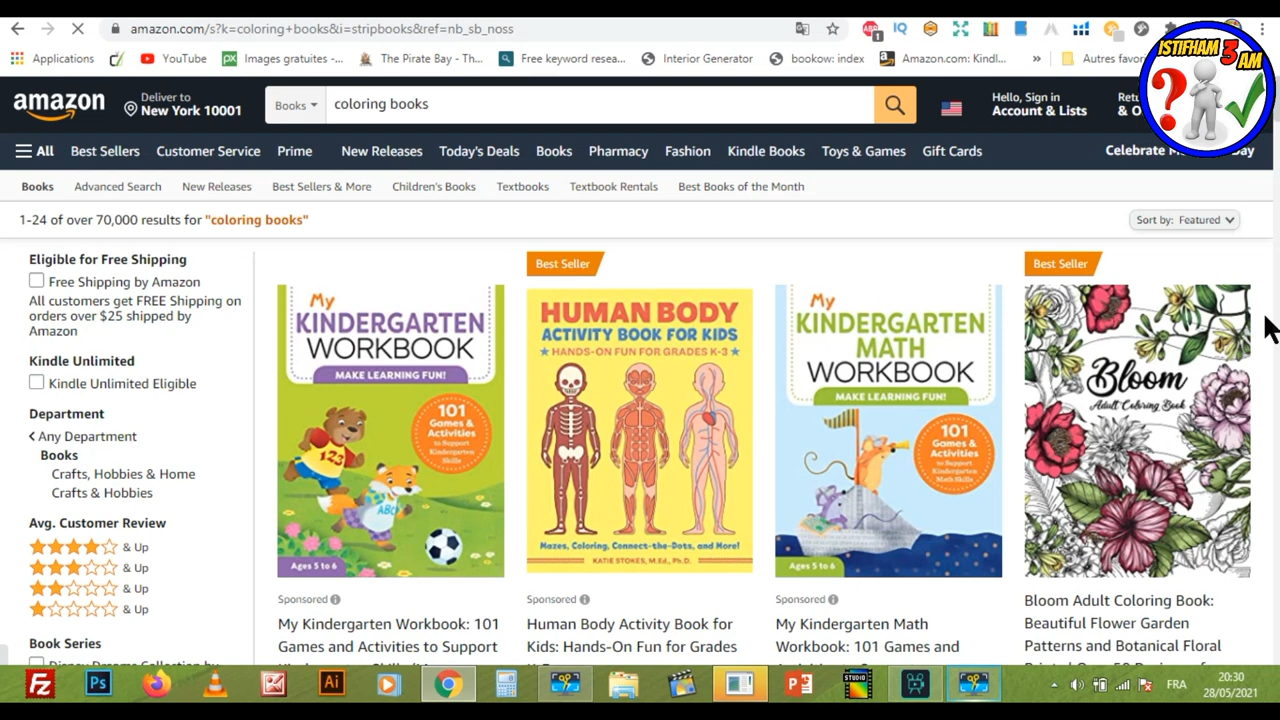 amazon.com/s?k=coloring+books&i=stripbooks&ref=nb_sb_noss
Applications
YouTube
Images gratuites -...
The Pirate Bay - Th...
Free keyword resea...
Interior Generator
bookow: index
Amazon.com: Kindl...
»
Autres favor
ISTIFHAM 3 AM
amazon
Deliver to
New York 10001
Books
coloring books
Hello, Sign in
Account & Lists
All
Best Sellers
Customer Service
Prime
New Releases
Today's Deals
Books
Pharmacy
Fashion
Kindle Books
Toys & Games
Gift Cards
Books
Advanced Search
New Releases
Best Sellers & More
Children's Books
Textbooks
Textbook Rentals
Best Books of the Month
1-24 of over 70,000 results for "coloring books"
Sort by: Featured
Eligible for Free Shipping
Free Shipping by Amazon
All customers get FREE Shipping on
orders over $25 shipped by
Amazon
Kindle Unlimited
Kindle Unlimited Eligible
Department
Any Department
Books
Crafts, Hobbies & Home
Crafts & Hobbies
Avg. Customer Review
& Up
& Up
& Up
& Up
Book Series
My
KINDERGARTEN
WORKBOOK
MAKE LEARNING FUN!
101
Games &
Activities
to Support
Kindergarten
Skills
123
ABC
Ages 5 to 6
Sponsored
My Kindergarten Workbook: 101
Games and Activities to Support
Best Seller
HUMAN BODY
ACTIVITY BOOK FOR KIDS
HANDS-ON FUN FOR GRADES K-3
Mazes, Coloring, Connect-the-Dots, and More!
KATIE STOKES, M.Ed., Ph.D.
Sponsored
Human Body Activity Book for
Kids: Hands-On Fun for Grades
My
KINDERGARTEN
MATH
WORKBOOK
MAKE LEARNING FUN!
101
Games &
Activities
to Support
Kindergarten
Math Skills
Ages 5 to 6
Sponsored
My Kindergarten Math
Workbook: 101 Games and
Best Seller
Bloom
Adult Coloring Book
Bloom Adult Coloring Book:
Beautiful Flower Garden
Patterns and Botanical Floral
FRA
20:30
28/05/2021